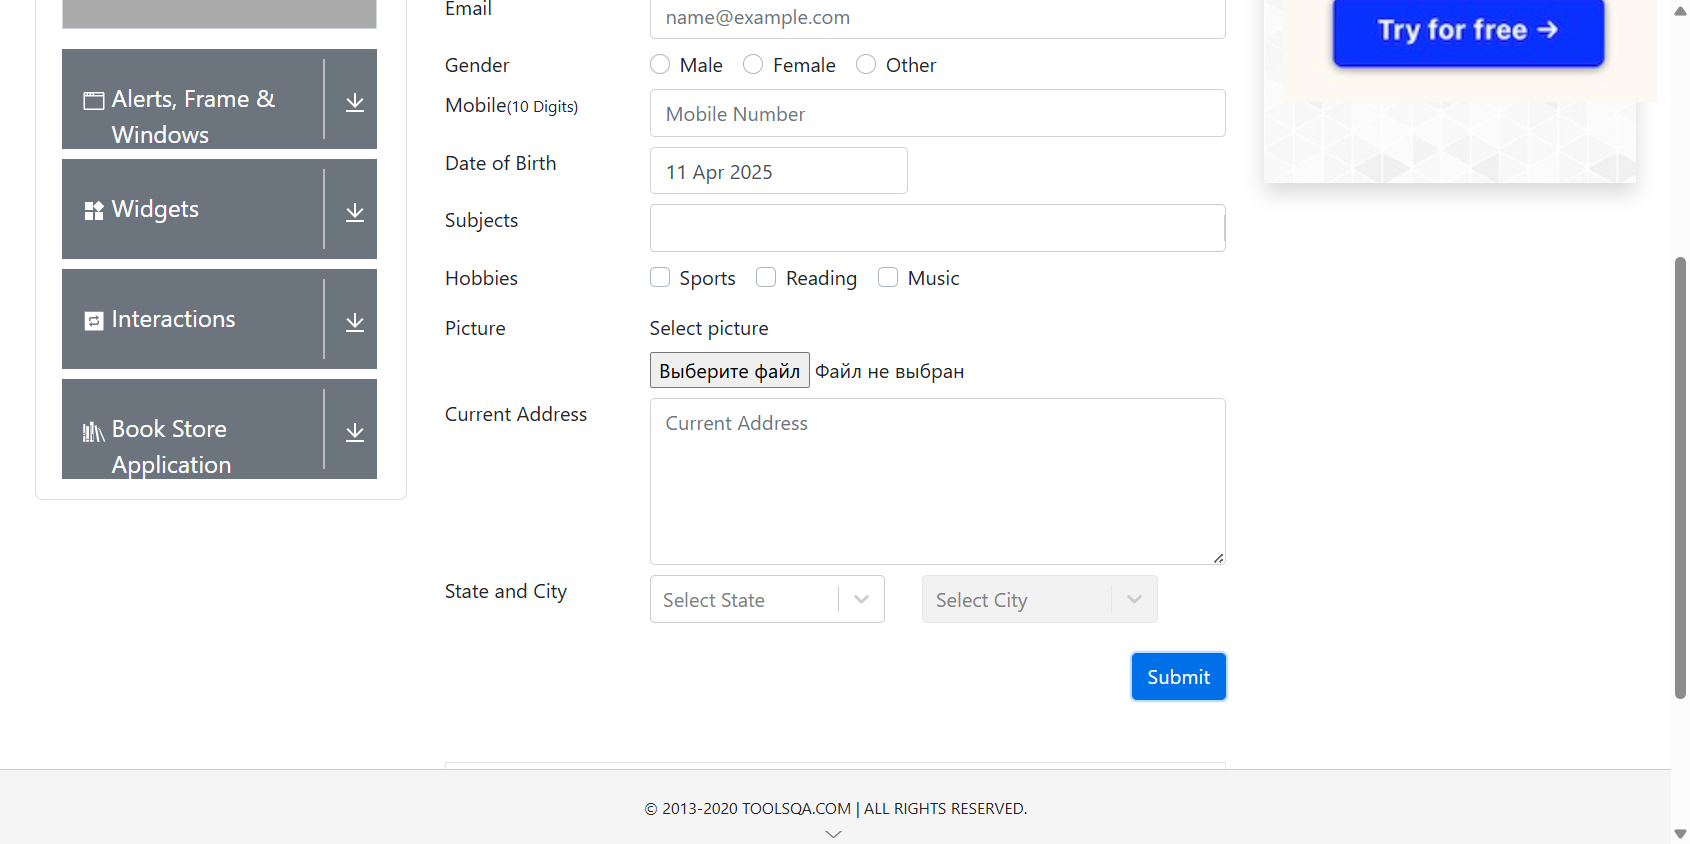 Email
name@example.com
Try for free →
Gender
Male
Female
Other
Mobile(10 Digits)
Mobile Number
Date of Birth
11 Apr 2025
Subjects
Hobbies
Sports
Reading
Music
Picture
Select picture
Выберите файл Файл не выбран
Current Address
Current Address
State and City
Select State
Select City
Submit
Alerts, Frame &
Windows
Widgets
Interactions
Book Store
Application
© 2013-2020 TOOLSQA.COM | ALL RIGHTS RESERVED.